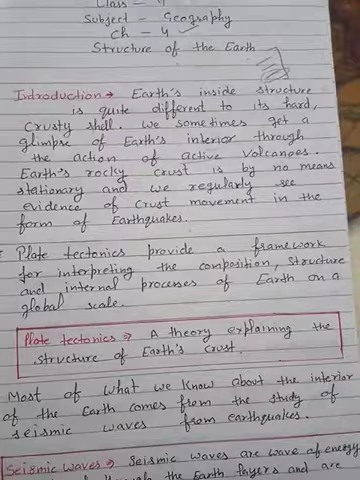 Class -
Subject - Geography
Ch - 4
Structure of the Earth
Introduction → Earth's inside structure
is quite different to its hard,
crusty shell. We sometimes get a
glimpse of Earth's interior through
the action of active volcanoes.
Earth's rocky crust is by no means
stationary and we regularly see
evidence of crust movement in the
form of Earthquakes.
Plate tectonics provide a framework
for interpreting the composition, structure
and internal processes of Earth on a
global scale.
Plate tectonics → A theory explaining the
structure of Earth's crust.
Most of what we know about the interior
of the Earth comes from the study of
seismic waves from earthquakes.
Seismic waves → Seismic waves are wave of energy
through the Earth layers and are